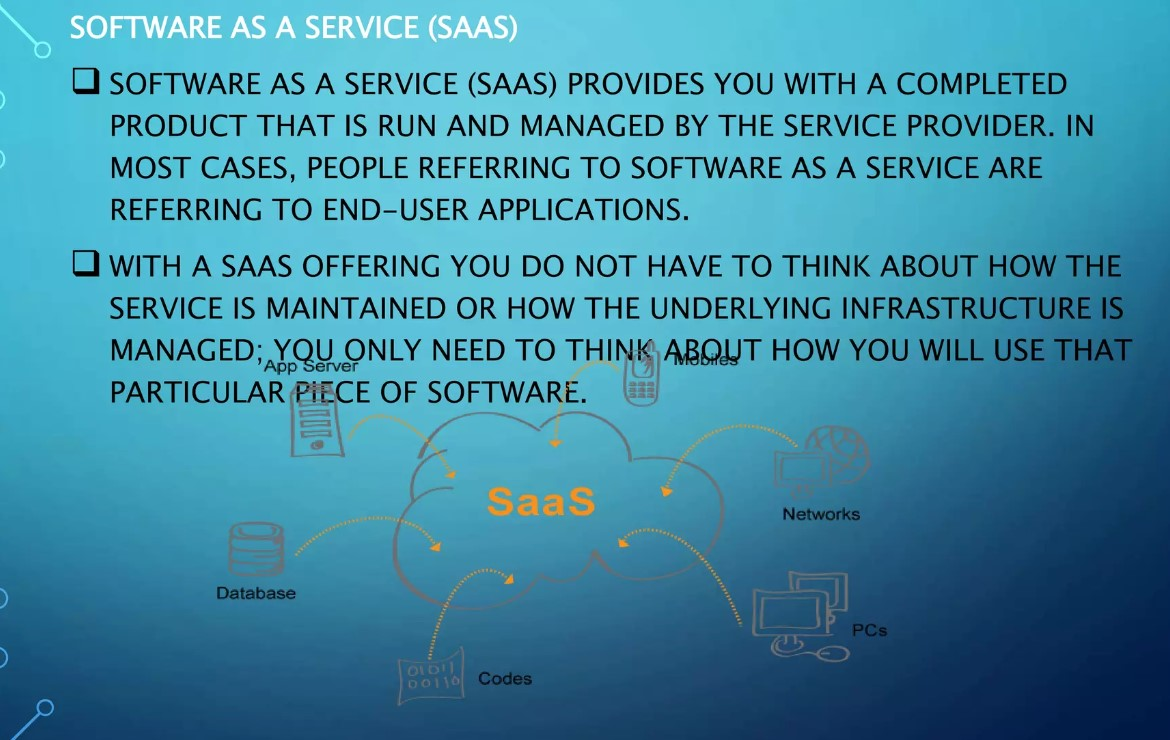 SOFTWARE AS A SERVICE (SAAS)
SOFTWARE AS A SERVICE (SAAS) PROVIDES YOU WITH A COMPLETED
PRODUCT THAT IS RUN AND MANAGED BY THE SERVICE PROVIDER. IN
MOST CASES, PEOPLE REFERRING TO SOFTWARE AS A SERVICE ARE
REFERRING TO END-USER APPLICATIONS.
WITH A SAAS OFFERING YOU DO NOT HAVE TO THINK ABOUT HOW THE
SERVICE IS MAINTAINED OR HOW THE UNDERLYING INFRASTRUCTURE IS
MANAGED; YOU ONLY NEED TO THINK ABOUT HOW YOU WILL USE THAT
PARTICULAR PIECE OF SOFTWARE.
App Server
Mobiles
SaaS
Networks
Database
PCs
Codes
01011
00110